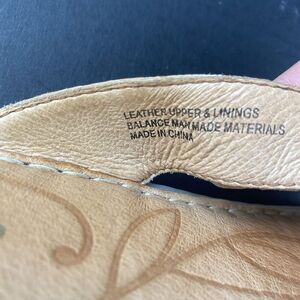 LEATHER UPPER & LININGS
BALANCE MAN MADE MATERIALS
MADE IN CHINA